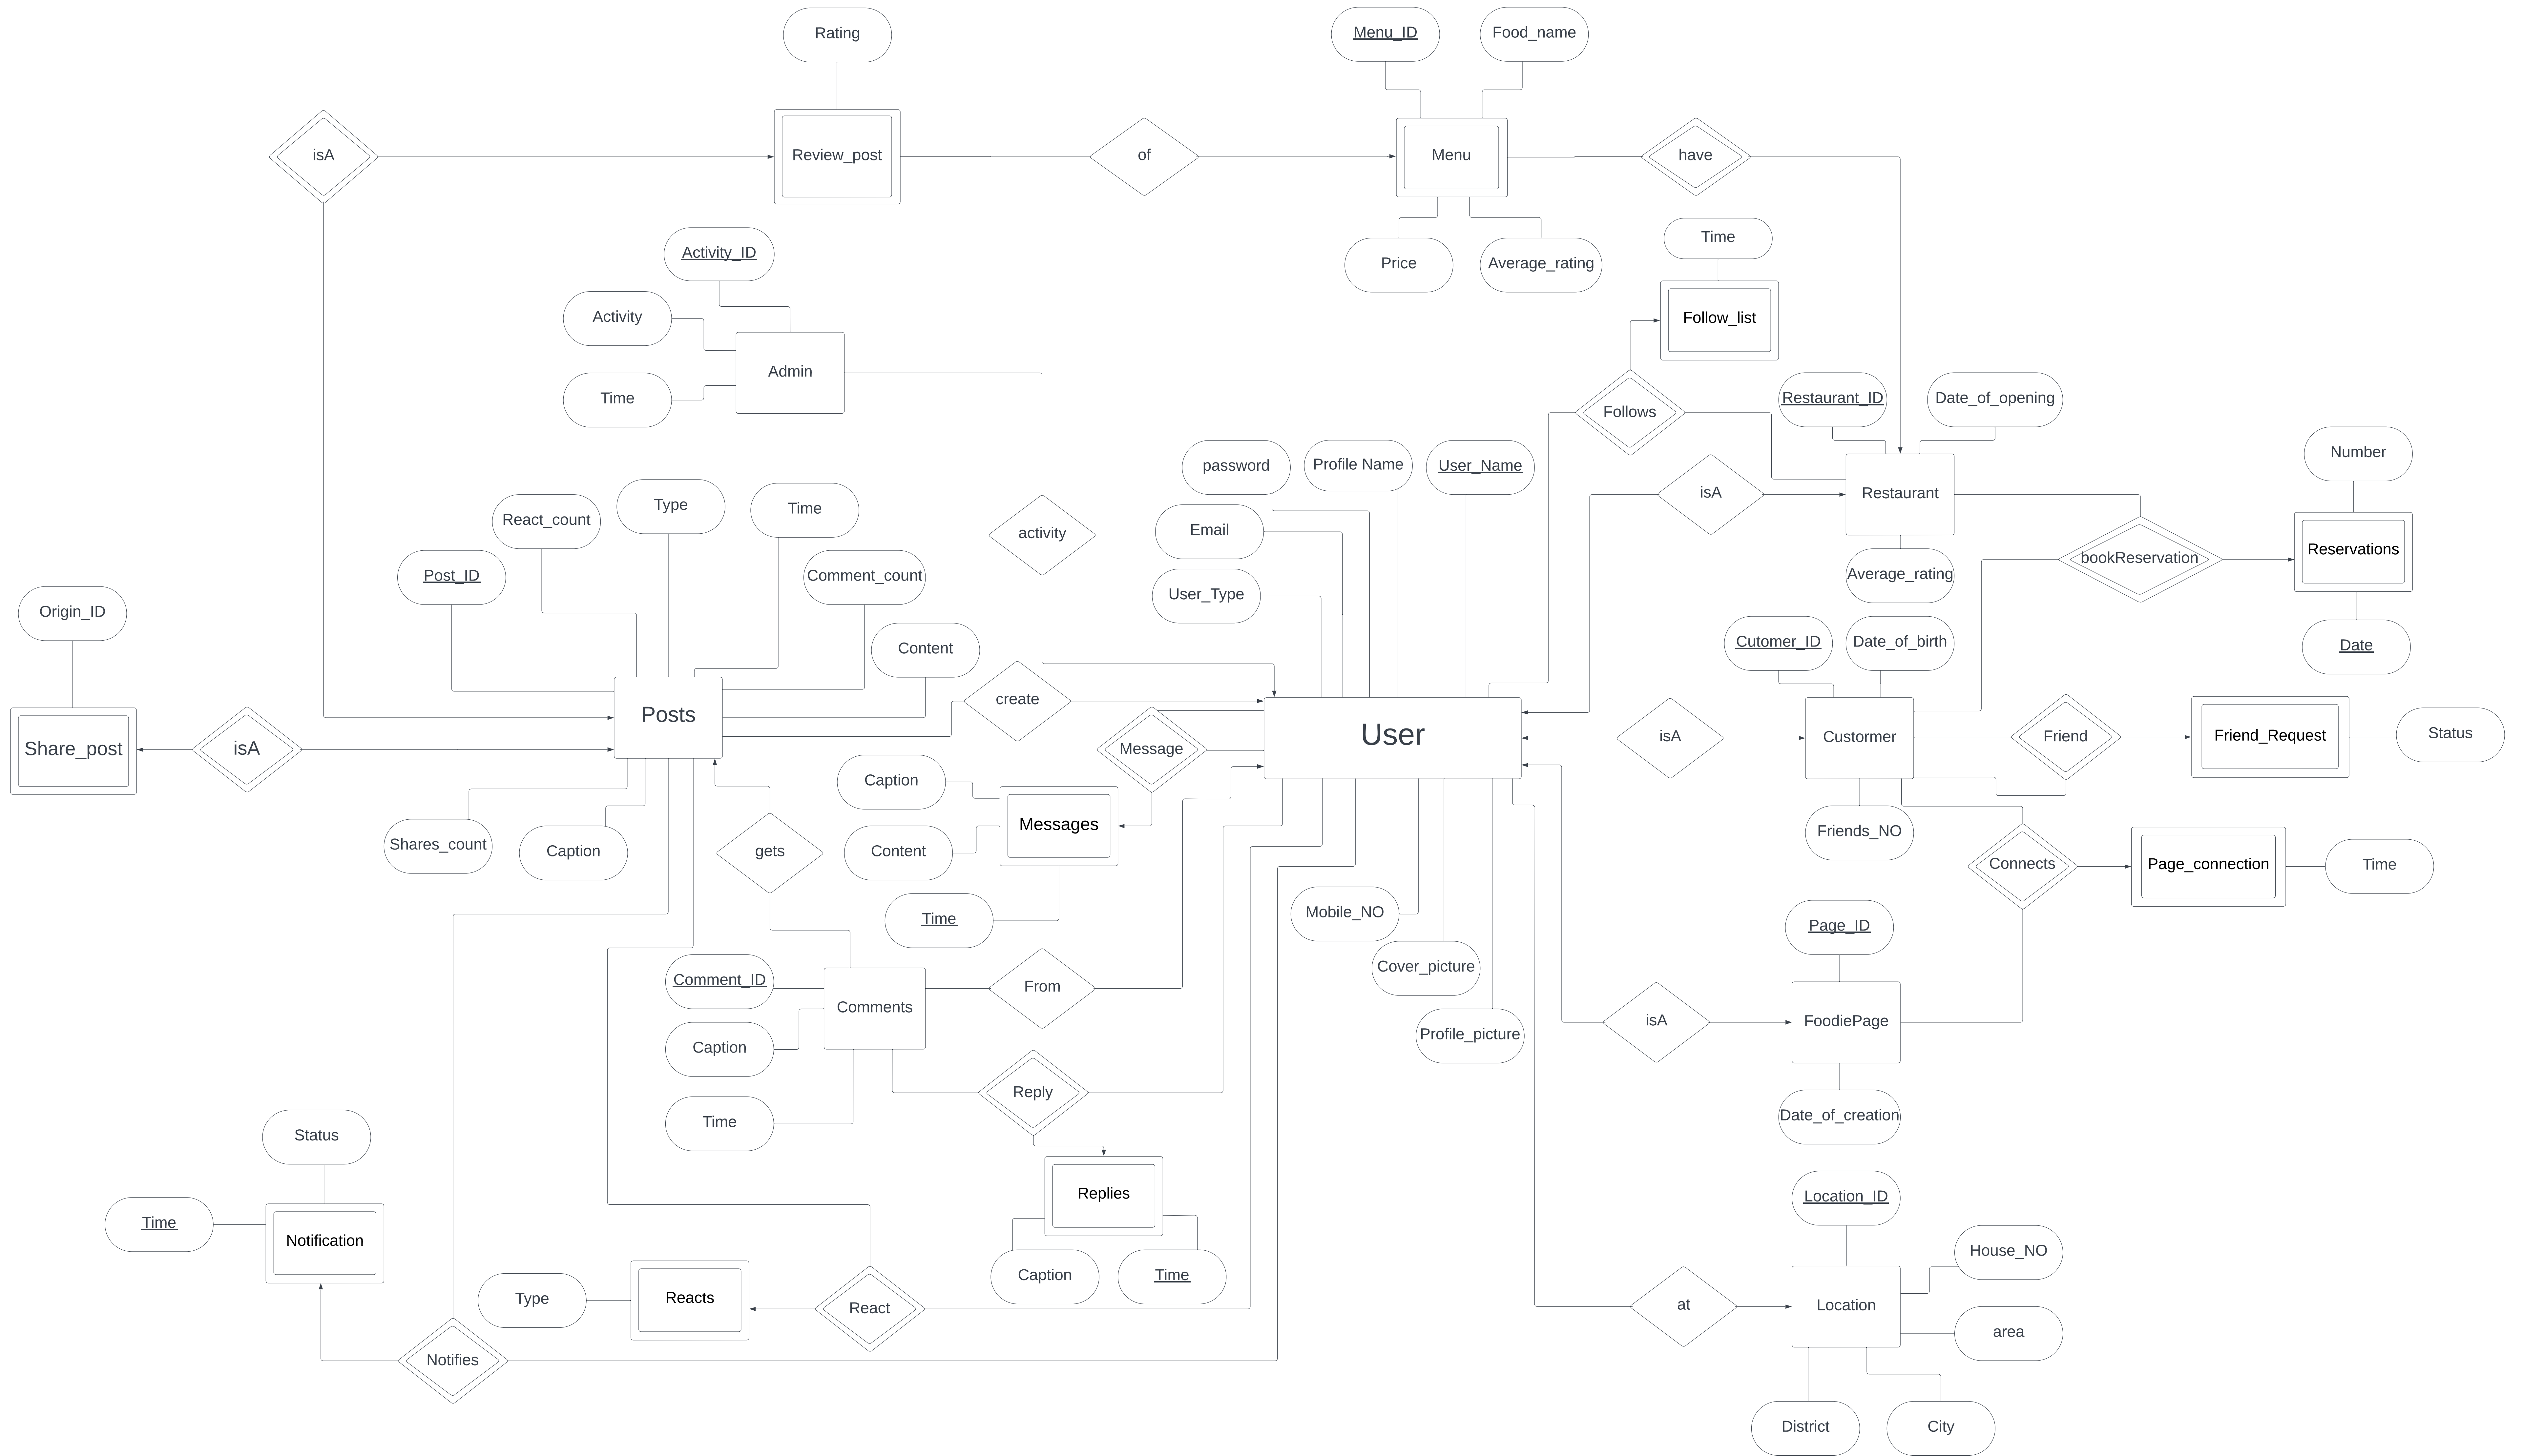 Rating
Menu_ID
Food_name
isA
Review_post
of
Menu
have
Price
Average_rating
Time
Follow_list
Activity_ID
Activity
Admin
Time
Follows
Restaurant_ID
Date_of_opening
password
Profile Name
User_Name
isA
Restaurant
Number
Reservations
Date
bookReservation
Average_rating
Email
User_Type
activity
React_count
Type
Time
Post_ID
Comment_count
Content
Origin_ID
Cutomer_ID
Date_of_birth
Share_post
isA
Posts
create
Message
User
isA
Custormer
Friend
Friend_Request
Status
Shares_count
Caption
gets
Caption
Content
Messages
Time
Friends_NO
Connects
Page_connection
Time
Mobile_NO
Cover_picture
Profile_picture
Page_ID
Comment_ID
Caption
Time
Comments
From
isA
FoodiePage
Date_of_creation
Reply
Replies
Caption
Time
Status
Time
Notification
Notifies
Type
Reacts
React
Location_ID
House_NO
at
Location
area
District
City